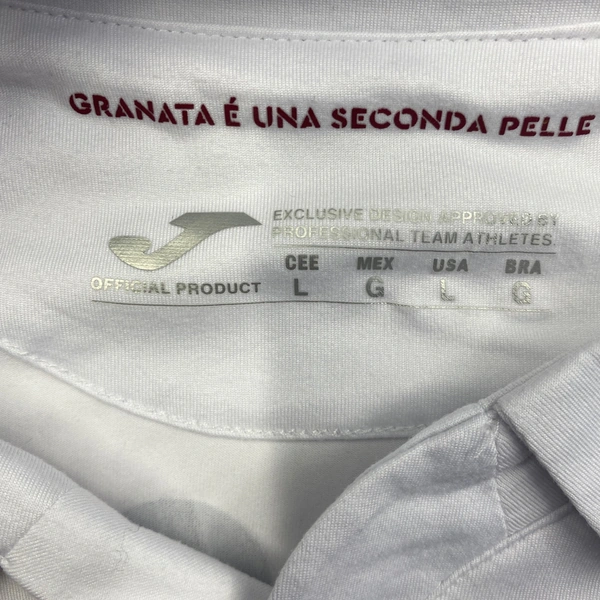 GRANATA É UNA SECONDA PELLE
EXCLUSIVE DESIGN APPROVED BY
PROFESSIONAL TEAM ATHLETES.
CEE MEX USA BRA
OFFICIAL PRODUCT L G L G